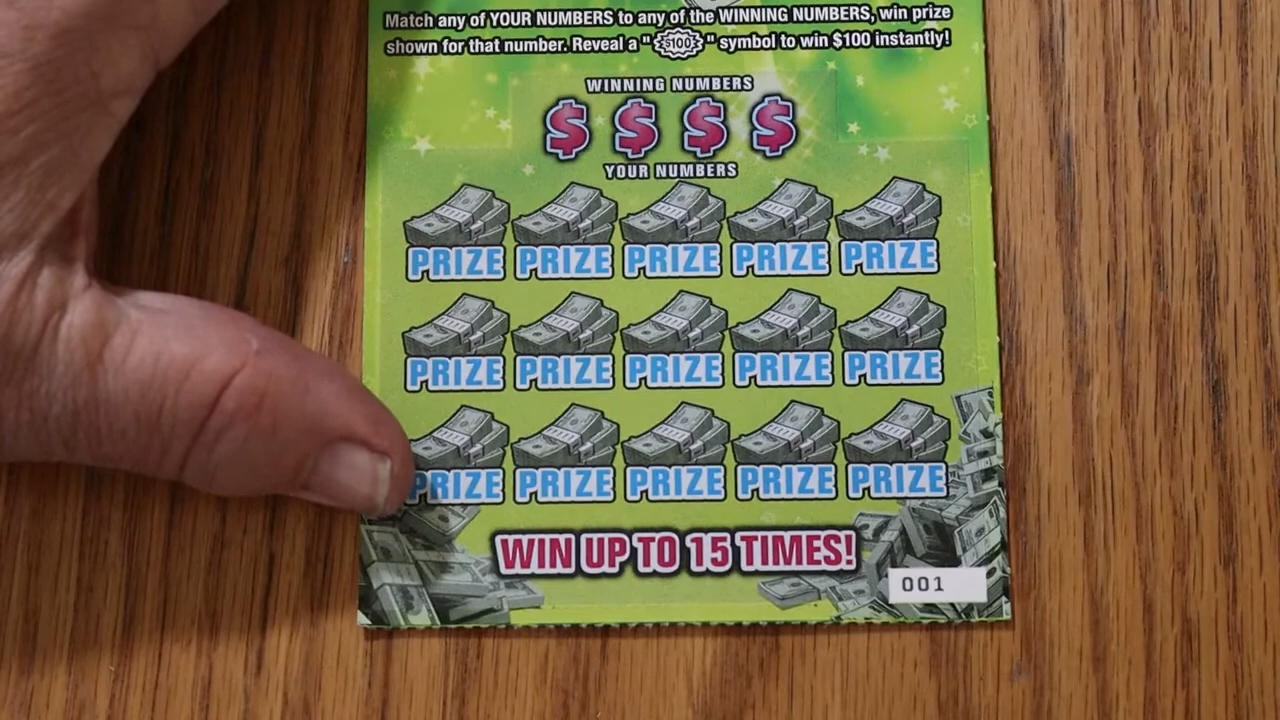 Match any of YOUR NUMBERS to any of the WINNING NUMBERS, win prize
shown for that number. Reveal a "$100" symbol to win $100 instantly!
WINNING NUMBERS
$ $ $ $
YOUR NUMBERS
PRIZE PRIZE PRIZE PRIZE PRIZE
PRIZE PRIZE PRIZE PRIZE PRIZE
PRIZE PRIZE PRIZE PRIZE PRIZE
WIN UP TO 15 TIMES!
001